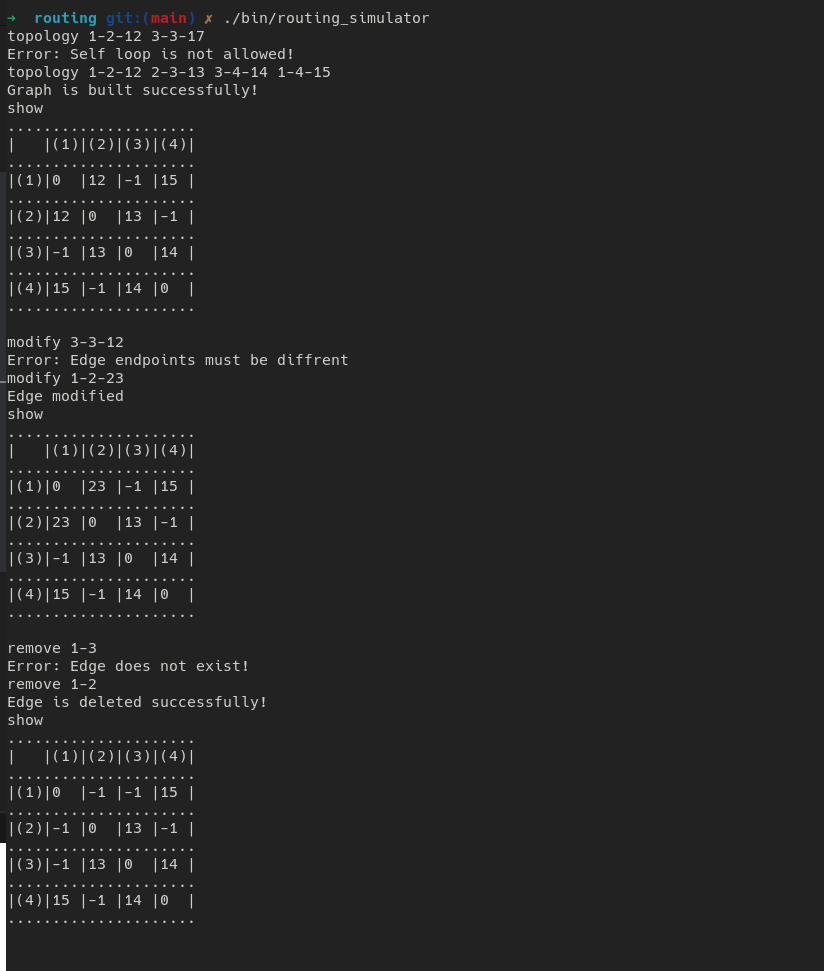 ➜  routing git:(main) ✗ ./bin/routing_simulator
topology 1-2-12 3-3-17
Error: Self loop is not allowed!
topology 1-2-12 2-3-13 3-4-14 1-4-15
Graph is built successfully!
show
.....................
|   |(1)|(2)|(3)|(4)|
.....................
|(1)|0  |12 |-1 |15 |
.....................
|(2)|12 |0  |13 |-1 |
.....................
|(3)|-1 |13 |0  |14 |
.....................
|(4)|15 |-1 |14 |0  |
.....................

modify 3-3-12
Error: Edge endpoints must be diffrent
modify 1-2-23
Edge modified
show
.....................
|   |(1)|(2)|(3)|(4)|
.....................
|(1)|0  |23 |-1 |15 |
.....................
|(2)|23 |0  |13 |-1 |
.....................
|(3)|-1 |13 |0  |14 |
.....................
|(4)|15 |-1 |14 |0  |
.....................

remove 1-3
Error: Edge does not exist!
remove 1-2
Edge is deleted successfully!
show
.....................
|   |(1)|(2)|(3)|(4)|
.....................
|(1)|0  |-1 |-1 |15 |
.....................
|(2)|-1 |0  |13 |-1 |
.....................
|(3)|-1 |13 |0  |14 |
.....................
|(4)|15 |-1 |14 |0  |
.....................